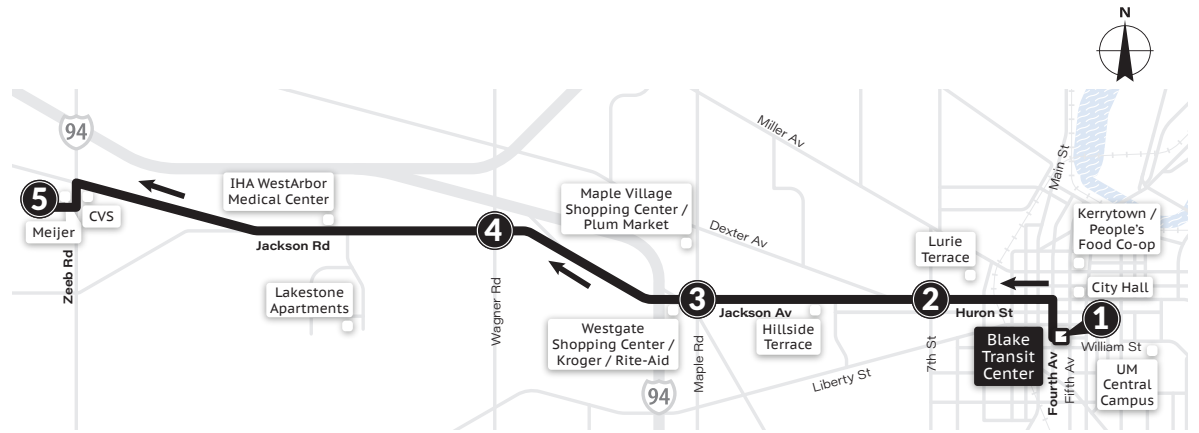 N
94
Miller Av
Main St
IHA WestArbor
Medical Center
Maple Village
Shopping Center /
Plum Market
Kerrytown /
People's
Food Co-op
5
CVS
Meijer
4
Dexter Av
Lurie
Terrace
Jackson Rd
Zeeb Rd
Wagner Rd
Lakestone
Apartments
3
Jackson Av
2
Huron St
City Hall
1
Westgate
Shopping Center /
Kroger / Rite-Aid
Hillside
Terrace
Blake
Transit
Center
William St
Maple Rd
7th St
Liberty St
Fourth Av
Fifth Av
UM
Central
Campus
94